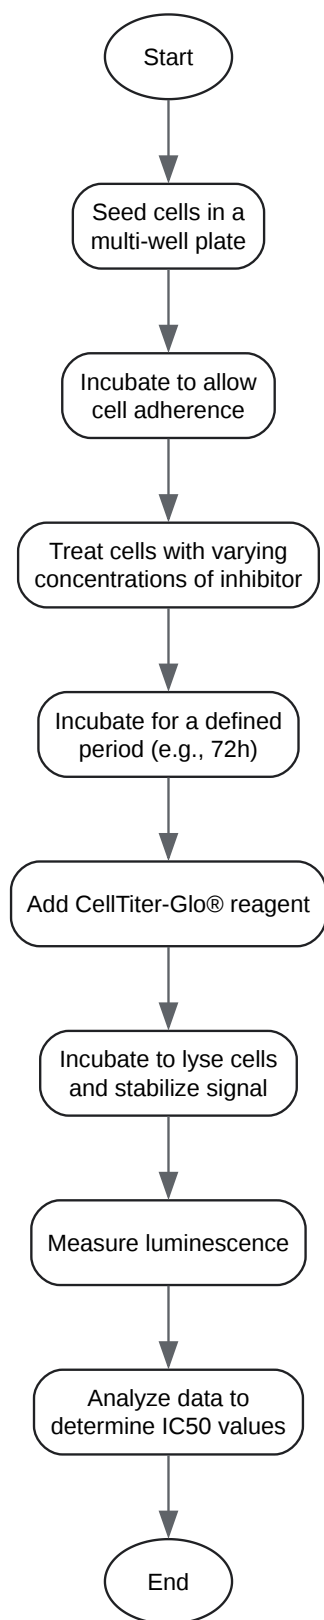 Start
Seed cells in a
multi-well plate
Incubate to allow
cell adherence
Treat cells with varying
concentrations of inhibitor
Incubate for a defined
period (e.g., 72h)
Add CellTiter-Glo® reagent
Incubate to lyse cells
and stabilize signal
Measure luminescence
Analyze data to
determine IC50 values
End